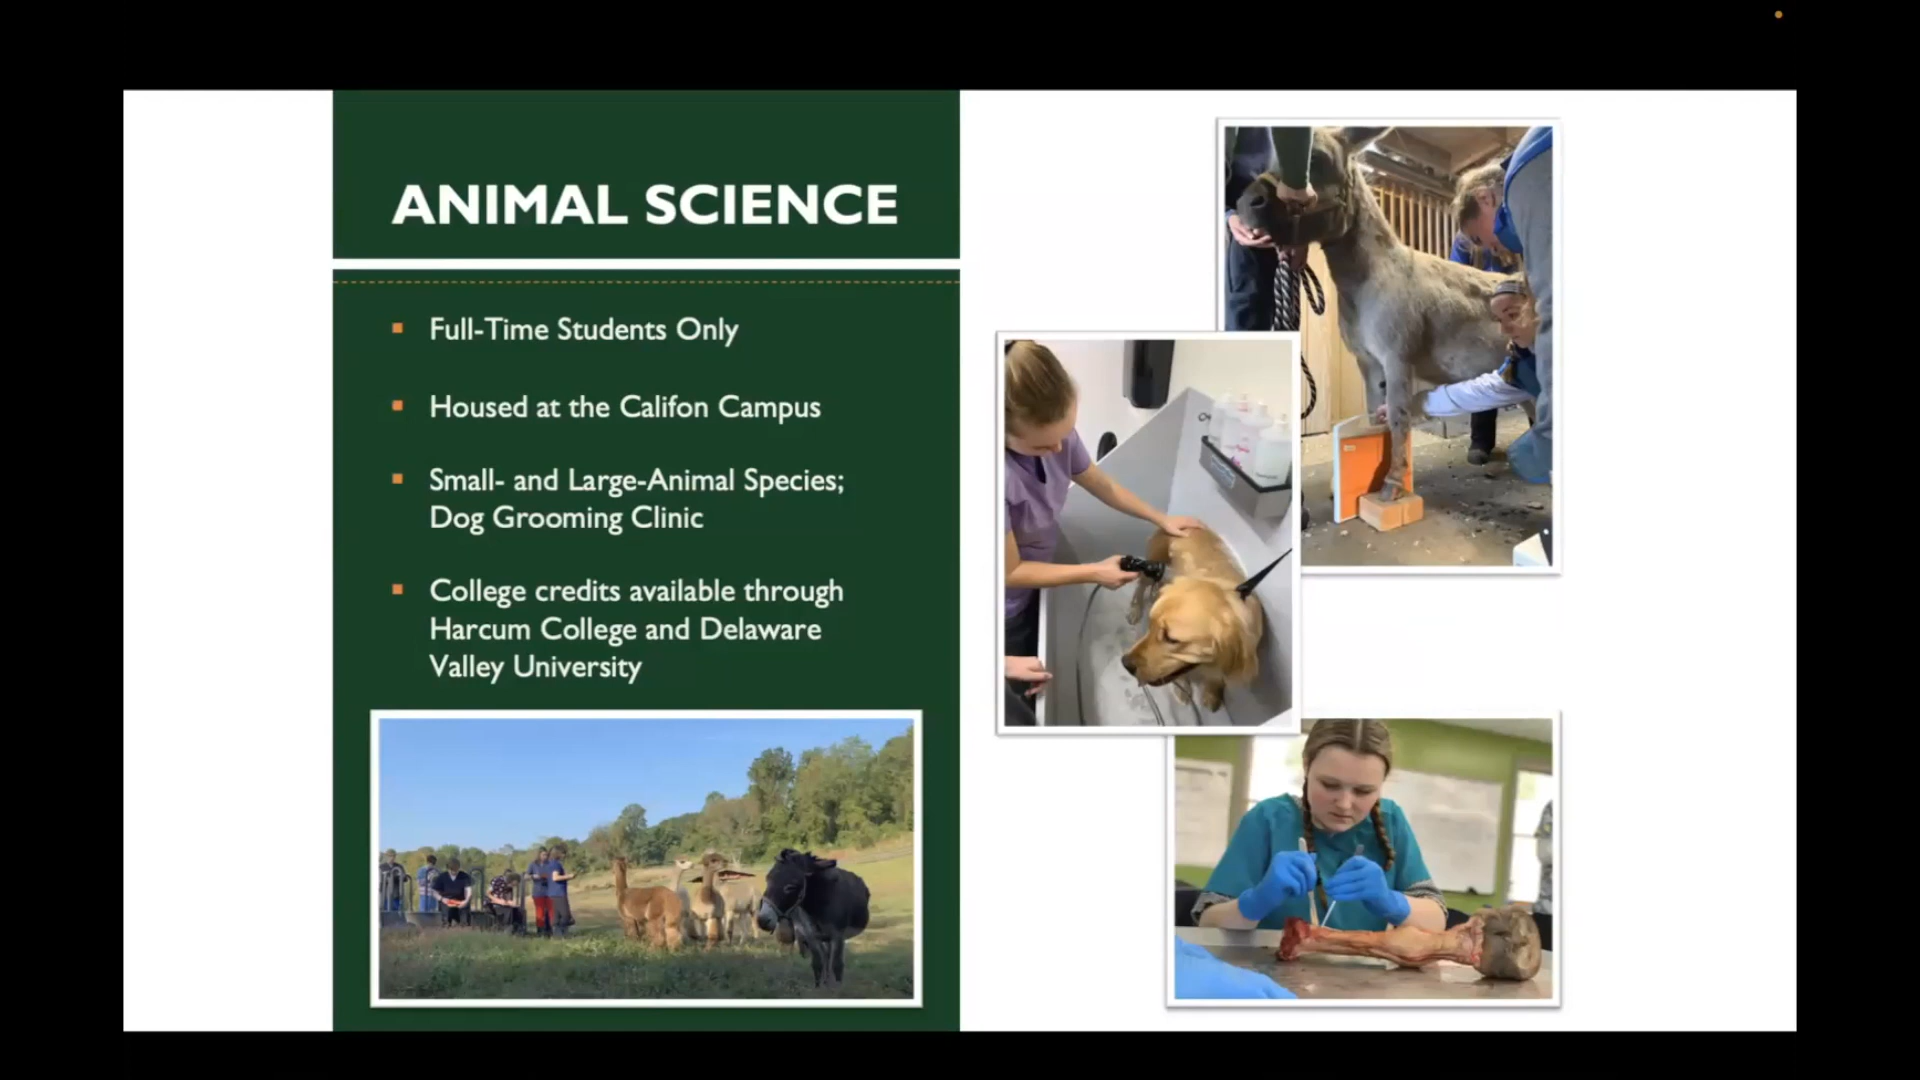 ANIMAL SCIENCE
Full-Time Students Only
Housed at the Califon Campus
Small- and Large-Animal Species;
Dog Grooming Clinic
College credits available through
Harcum College and Delaware
Valley University